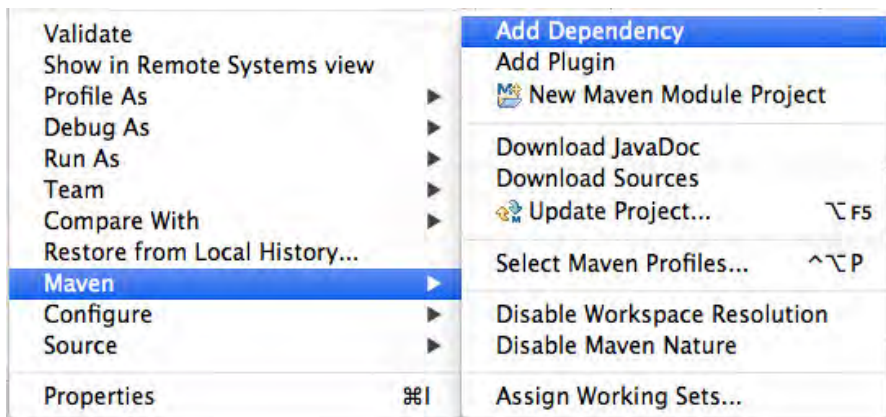 Validate
Show in Remote Systems view
Profile As
Debug As
Run As
Team
Compare With
Restore from Local History...
Maven
Configure
Source
Properties ⌘I
Add Dependency
Add Plugin
New Maven Module Project
Download JavaDoc
Download Sources
Update Project... ⌥F5
Select Maven Profiles... ^⌥P
Disable Workspace Resolution
Disable Maven Nature
Assign Working Sets...